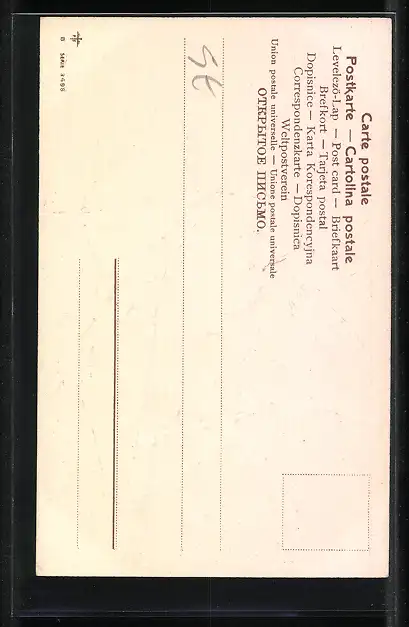 Carte postale
Postkarte — Cartolina postale
Levelező-Lap — Post card — Briefkaart
Brefkort — Tarjeta postal
Dopisnice — Karta Korespondencyjna
Correspondenzkarte — Dopisnica
Weltpostverein
Union postale universelle — Unione postale universale
ОТКРЫТОЕ ПИСЬМО.